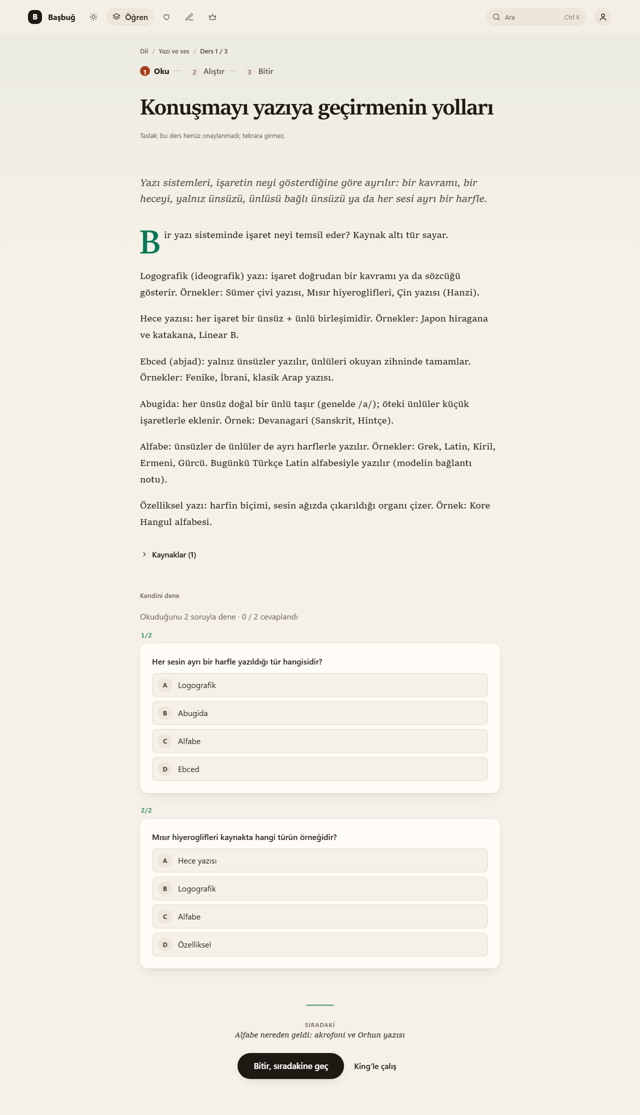 B Başbuğ Öğren Ara Ctrl K
Dil / Yazı ve ses / Ders 1 / 3
1 Oku 2 Alıştır 3 Bitir
Konuşmayı yazıya geçirmenin yolları
Taslak: bu ders henüz onaylanmadı; tekrara girmez.
Yazı sistemleri, işaretin neyi gösterdiğine göre ayrılır: bir kavramı, bir
heceyi, yalnız ünsüzü, ünlüsü bağlı ünsüzü ya da her sesi ayrı bir harfle.
Bir yazı sisteminde işaret neyi temsil eder? Kaynak altı tür sayar.
Logografik (ideografik) yazı: işaret doğrudan bir kavramı ya da sözcüğü
gösterir. Örnekler: Sümer çivi yazısı, Mısır hiyeroglifleri, Çin yazısı (Hanzi).
Hece yazısı: her işaret bir ünsüz + ünlü birleşimidir. Örnekler: Japon hiragana
ve katakana, Linear B.
Ebced (abjad): yalnız ünsüzler yazılır, ünlüleri okuyan zihninde tamamlar.
Örnekler: Fenike, İbrani, klasik Arap yazısı.
Abugida: her ünsüz doğal bir ünlü taşır (genelde /a/); öteki ünlüler küçük
işaretlerle eklenir. Örnek: Devanagari (Sanskrit, Hintçe).
Alfabe: ünsüzler de ünlüler de ayrı harflerle yazılır. Örnekler: Grek, Latin, Kiril,
Ermeni, Gürcü. Bugünkü Türkçe Latin alfabesiyle yazılır (modelin bağlantı
notu).
Özelliksel yazı: harfin biçimi, sesin ağızda çıkarıldığı organı çizer. Örnek: Kore
Hangul alfabesi.
Kaynaklar (1)
Kendini dene
Okuduğunu 2 soruyla dene · 0 / 2 cevaplandı
1/2
Her sesin ayrı bir harfle yazıldığı tür hangisidir?
A Logografik
B Abugida
C Alfabe
D Ebced
2/2
Mısır hiyeroglifleri kaynakta hangi türün örneğidir?
A Hece yazısı
B Logografik
C Alfabe
D Özelliksel
SIRADAKİ
Alfabe nereden geldi: akrofoni ve Orhun yazısı
Bitir, sıradakine geç King'le çalış